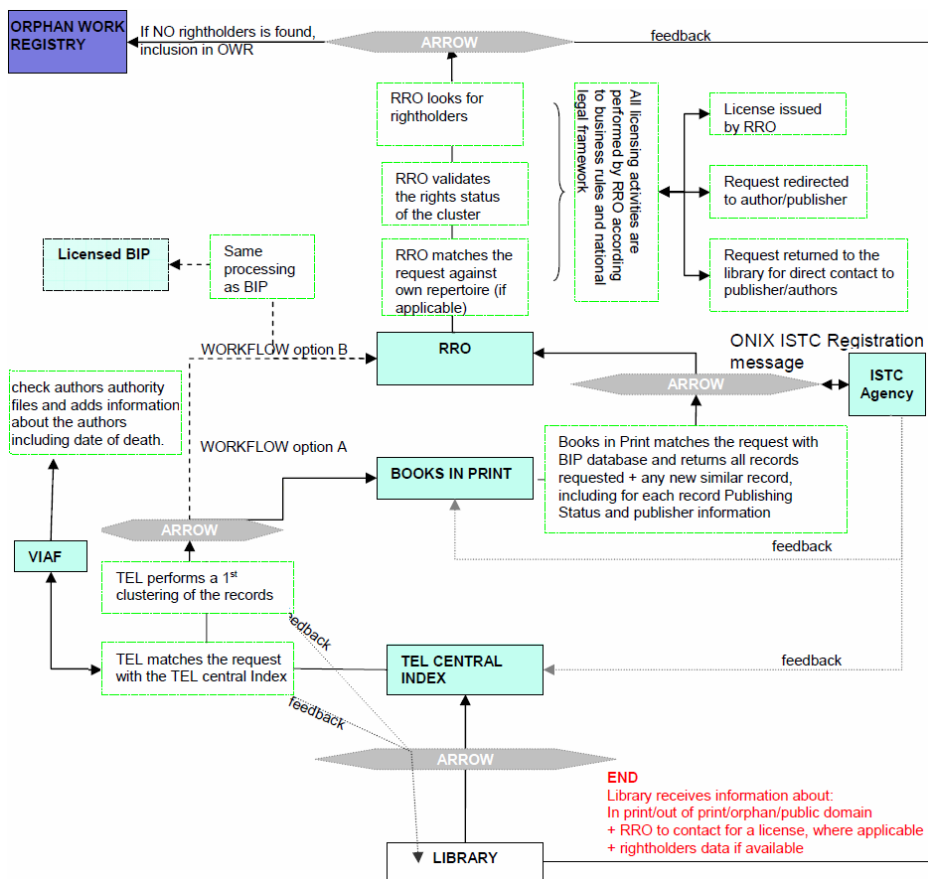 ORPHAN WORK
REGISTRY
If NO rightholders is found,
inclusion in OWR
ARROW
feedback
RRO looks for
rightholders
All licensing activities are
performed by RRO according
to business rules and national
legal framework
License issued
by RRO
RRO validates
the rights status
of the cluster
Request redirected
to author/publisher
Licensed BIP
Same
processing
as BIP
RRO matches the
request against
own repertoire (if
applicable)
Request returned to the
library for direct contact to
publisher/authors
WORKFLOW option B
RRO
ONIX ISTC Registration
message
ARROW
ISTC
Agency
check authors authority
files and adds information
about the authors
including date of death.
WORKFLOW option A
BOOKS IN PRINT
Books in Print matches the request with
BIP database and returns all records
requested + any new similar record,
including for each record Publishing
Status and publisher information
ARROW
feedback
VIAF
TEL performs a 1st
clustering of the records
feedback
TEL matches the request
with the TEL central Index
TEL CENTRAL
INDEX
feedback
feedback
ARROW
END
Library receives information about:
In print/out of print/orphan/public domain
+ RRO to contact for a license, where applicable
+ rightholders data if available
LIBRARY